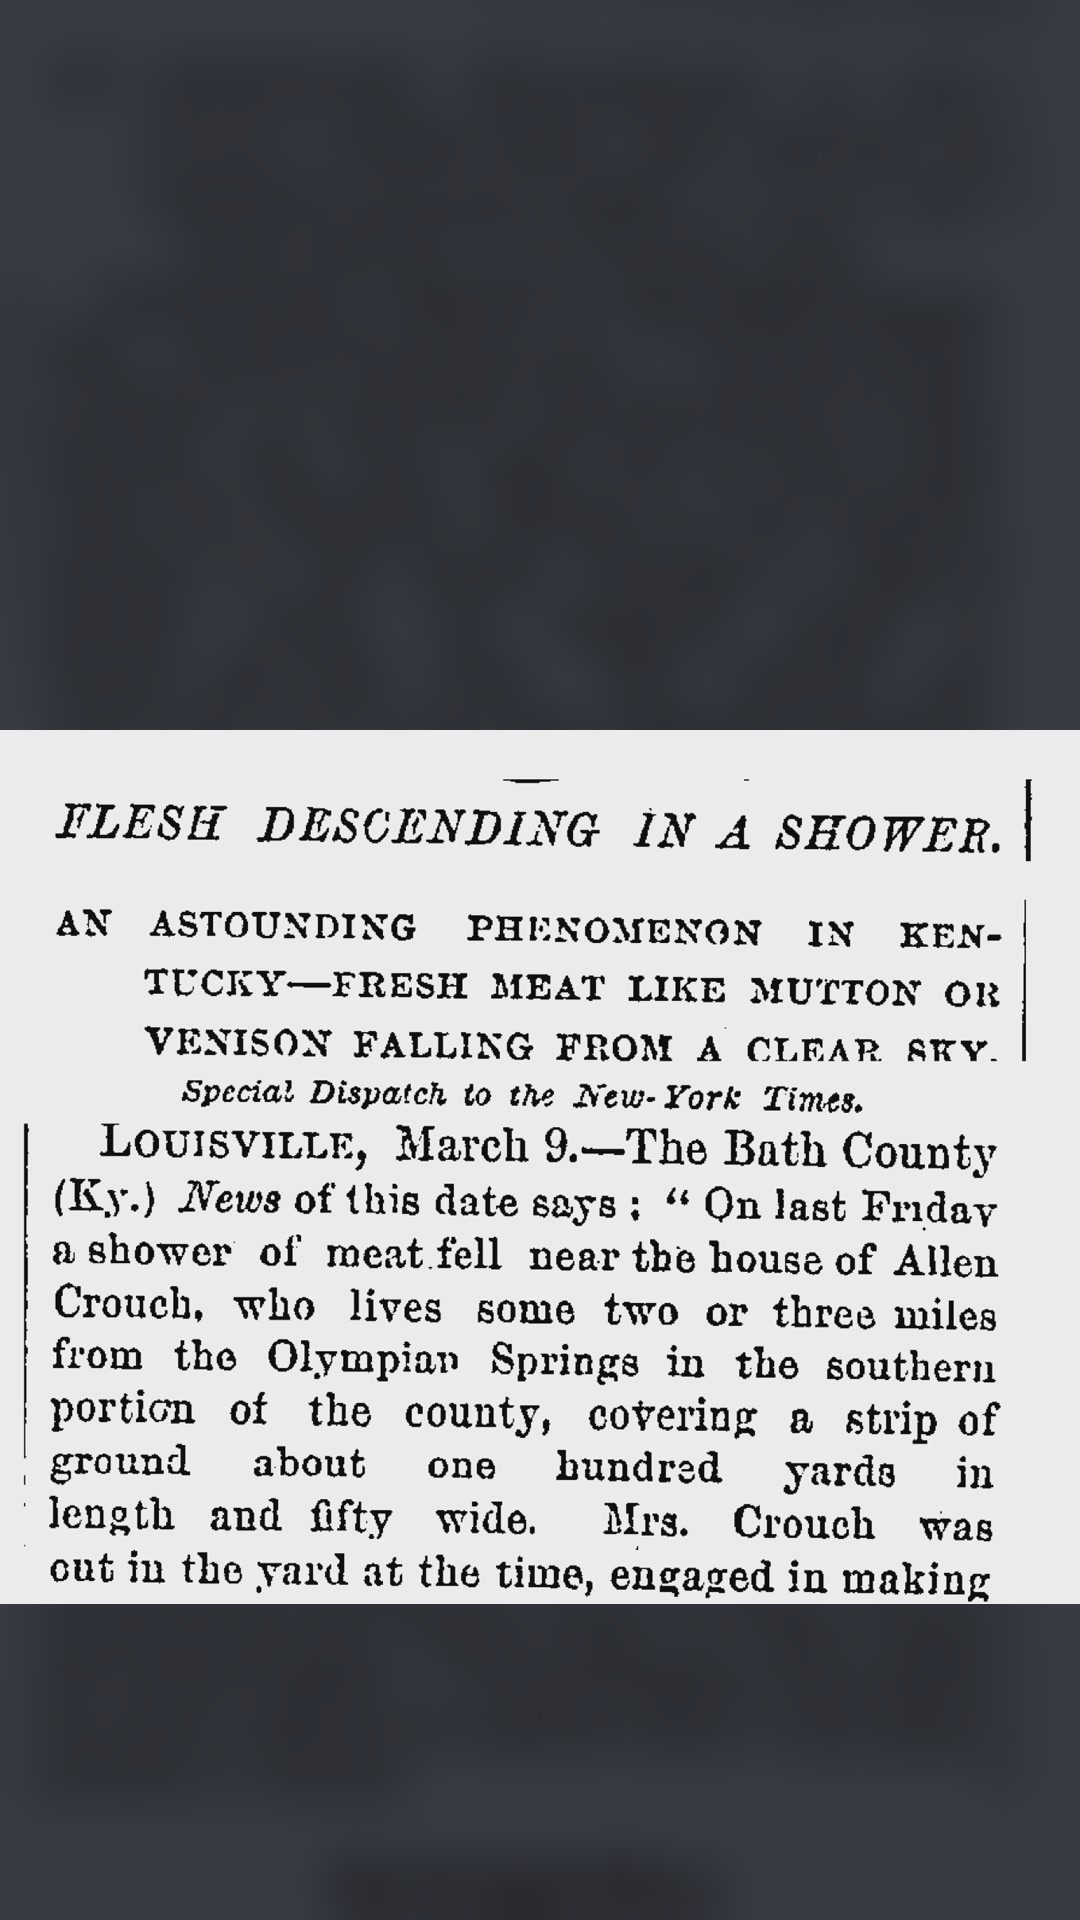 FLESH DESCENDING IN A SHOWER.
AN ASTOUNDING PHENOMENON IN KEN-
TUCKY—FRESH MEAT LIKE MUTTON OR
VENISON FALLING FROM A CLEAR SKY.
Special Dispatch to the New-York Times.
LOUISVILLE, March 9.—The Bath County
(Ky.) News of this date says: “On last Friday
a shower of meat fell near the house of Allen
Crouch, who lives some two or three miles
from the Olympian Springs in the southern
portion of the county, covering a strip of
ground about one hundred yards in
length and fifty wide. Mrs. Crouch was
out in the yard at the time, engaged in making